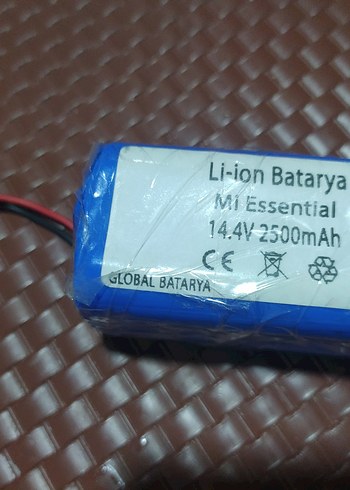 Li-ion Batarya
Mi Essential
14.4V 2500mAh
CE
GLOBAL BATARYA